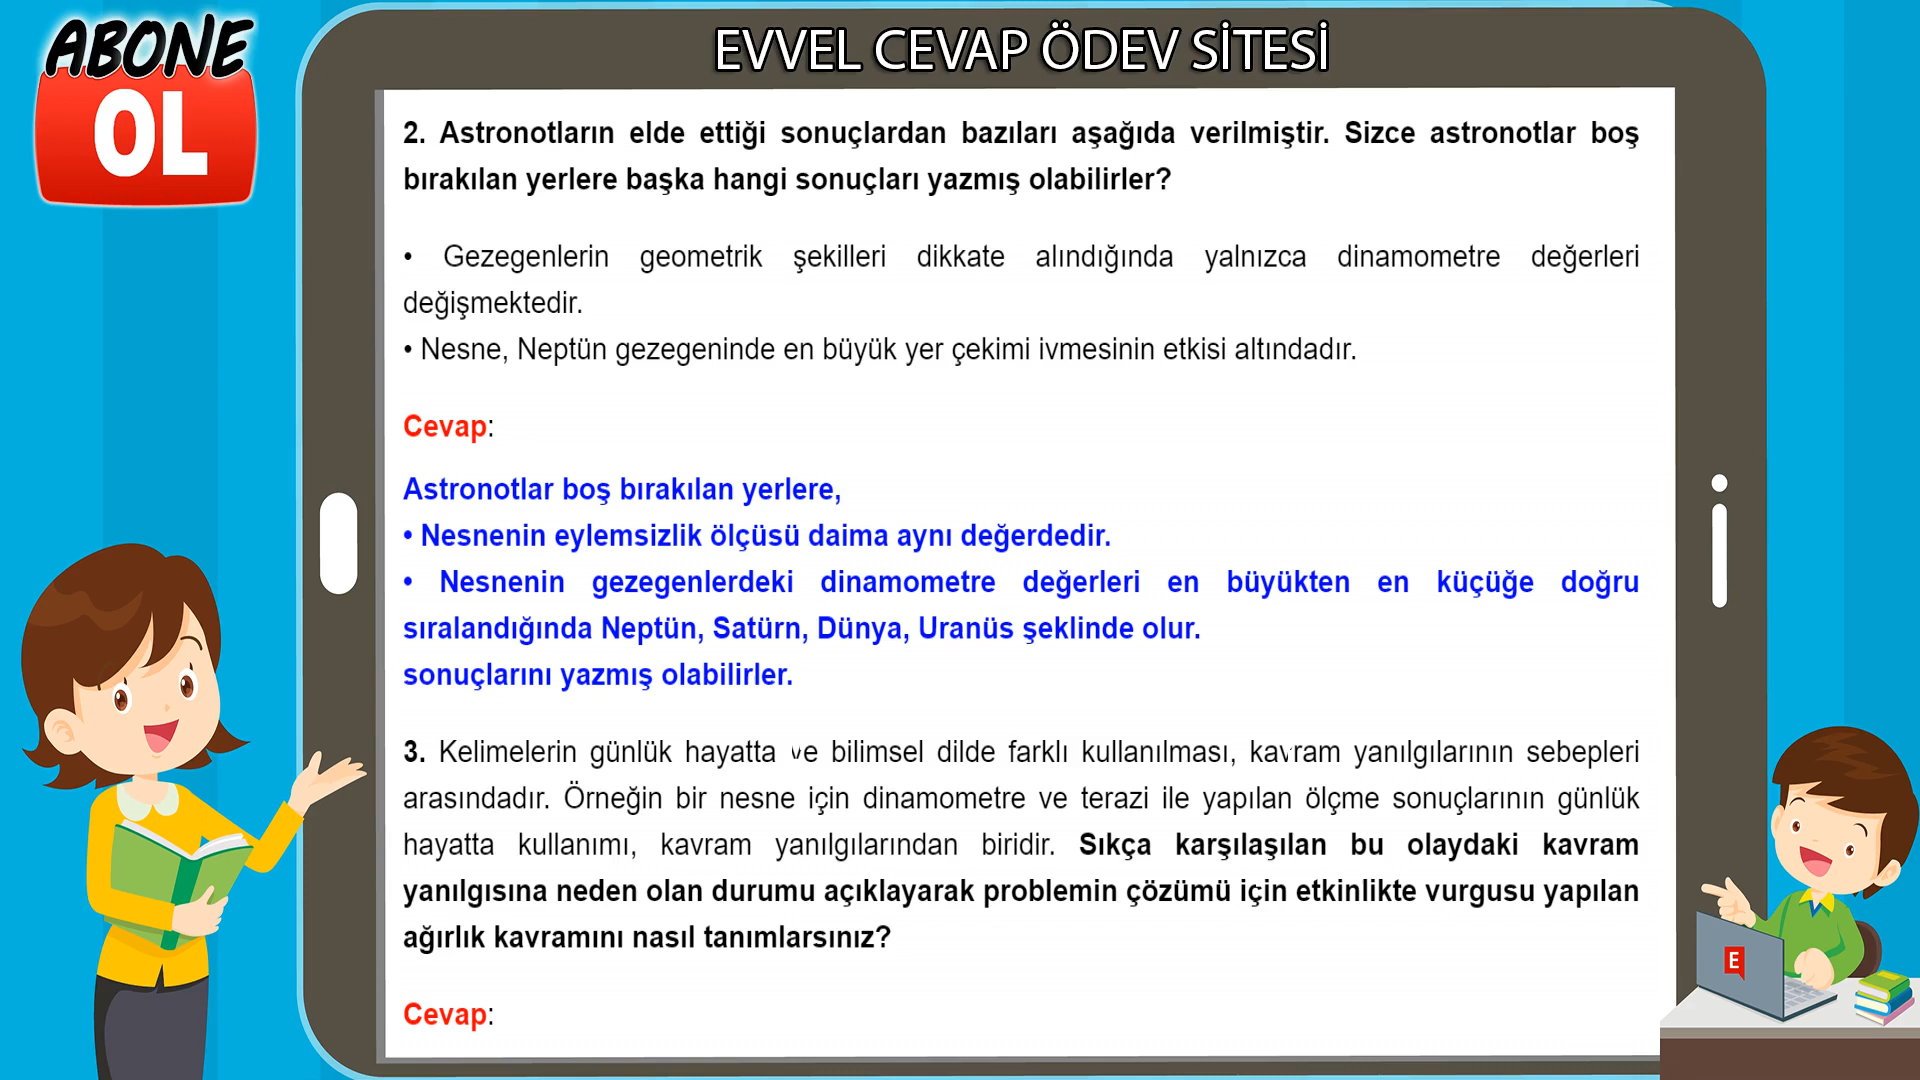 ABONE
OL
EVVEL CEVAP ÖDEV SİTESİ
2. Astronotların elde ettiği sonuçlardan bazıları aşağıda verilmiştir. Sizce astronotlar boş
bırakılan yerlere başka hangi sonuçları yazmış olabilirler?
• Gezegenlerin geometrik şekilleri dikkate alındığında yalnızca dinamometre değerleri
değişmektedir.
• Nesne, Neptün gezegeninde en büyük yer çekimi ivmesinin etkisi altındadır.
Cevap:
Astronotlar boş bırakılan yerlere,
• Nesnenin eylemsizlik ölçüsü daima aynı değerdedir.
• Nesnenin gezegenlerdeki dinamometre değerleri en büyükten en küçüğe doğru
sıralandığında Neptün, Satürn, Dünya, Uranüs şeklinde olur.
sonuçlarını yazmış olabilirler.
3. Kelimelerin günlük hayatta ve bilimsel dilde farklı kullanılması, kavram yanılgılarının sebepleri
arasındadır. Örneğin bir nesne için dinamometre ve terazi ile yapılan ölçme sonuçlarının günlük
hayatta kullanımı, kavram yanılgılarından biridir. Sıkça karşılaşılan bu olaydaki kavram
yanılgısına neden olan durumu açıklayarak problemin çözümü için etkinlikte vurgusu yapılan
ağırlık kavramını nasıl tanımlarsınız?
Cevap:
E